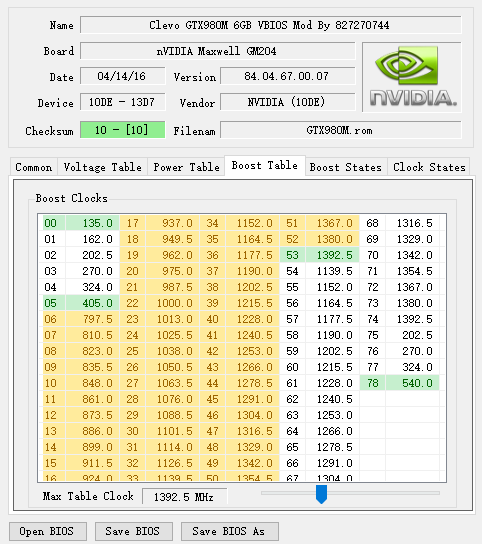 Name Clevo GTX980M 6GB VBIOS Mod By 827270744
Board nVIDIA Maxwell GM204
Date 04/14/16 Version 84.04.67.00.07
Device 10DE - 13D7 Vendor NVIDIA (10DE)
nVIDIA.
Checksum 10 - [10] Filenam GTX980M.rom
Common Voltage Table Power Table Boost Table Boost States Clock States
Boost Clocks
00 135.0 17 937.0 34 1152.0 51 1367.0 68 1316.5
01 162.0 18 949.5 35 1164.5 52 1380.0 69 1329.0
02 202.5 19 962.0 36 1177.5 53 1392.5 70 1342.0
03 270.0 20 975.0 37 1190.0 54 1139.5 71 1354.5
04 324.0 21 987.5 38 1202.5 55 1152.0 72 1367.0
05 405.0 22 1000.0 39 1215.5 56 1164.5 73 1380.0
06 797.5 23 1013.0 40 1228.0 57 1177.5 74 1392.5
07 810.5 24 1025.5 41 1240.5 58 1190.0 75 202.5
08 823.0 25 1038.0 42 1253.0 59 1202.5 76 270.0
09 835.5 26 1050.5 43 1266.0 60 1215.5 77 324.0
10 848.0 27 1063.5 44 1278.5 61 1228.0 78 540.0
11 861.0 28 1076.0 45 1291.0 62 1240.5
12 873.5 29 1088.5 46 1304.0 63 1253.0
13 886.0 30 1101.5 47 1316.5 64 1266.0
14 899.0 31 1114.0 48 1329.0 65 1278.5
15 911.5 32 1126.5 49 1342.0 66 1291.0
16 924.0 33 1139.5 50 1354.5 67 1304.0
Max Table Clock 1392.5 MHz
Open BIOS Save BIOS Save BIOS As